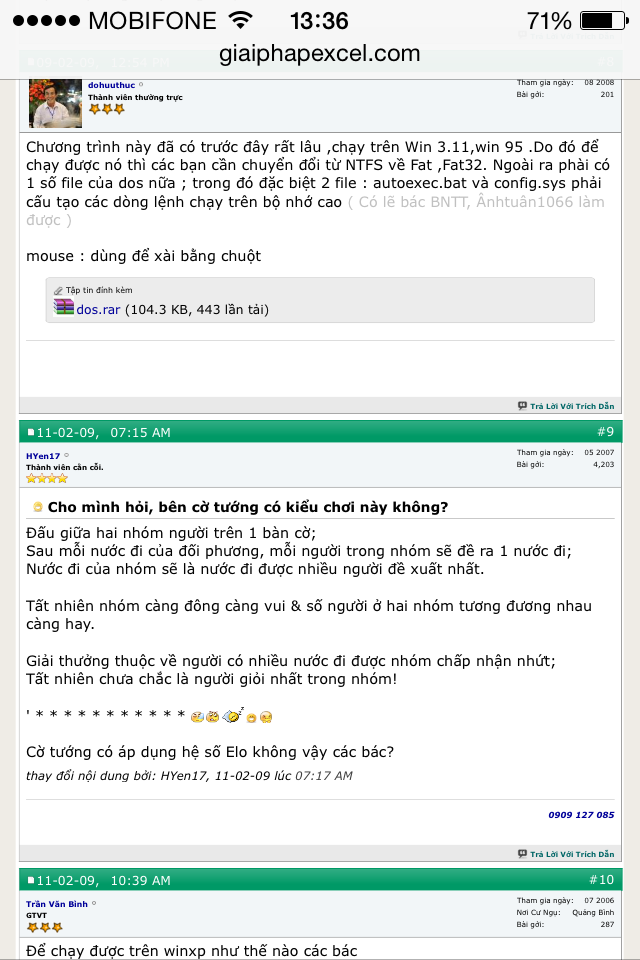 MOBIFONE 13:36 71%
giaiphapexcel.com
dohuuthuc
Thành viên thường trực
Tham gia ngày: 08 2008
Bài gởi: 201
Chương trình này đã có trước đây rất lâu ,chạy trên Win 3.11,win 95 .Do đó để
chạy được nó thì các bạn cần chuyển đổi từ NTFS về Fat ,Fat32. Ngoài ra phải có
1 số file của dos nữa ; trong đó đặc biệt 2 file : autoexec.bat và config.sys phải
cấu tạo các dòng lệnh chạy trên bộ nhớ cao ( Có lẽ bác BNTT, Ảnhtuân1066 làm
được )
mouse : dùng để xài bằng chuột
Tập tin đính kèm
dos.rar (104.3 KB, 443 lần tải)
Trả Lời Với Trích Dẫn
11-02-09, 07:15 AM #9
HYen17
Thành viên cằn cỗi.
Tham gia ngày: 05 2007
Bài gởi: 4,203
Cho mình hỏi, bên cờ tướng có kiểu chơi này không?
Đấu giữa hai nhóm người trên 1 bàn cờ;
Sau mỗi nước đi của đối phương, mỗi người trong nhóm sẽ đề ra 1 nước đi;
Nước đi của nhóm sẽ là nước đi được nhiều người đề xuất nhất.
Tất nhiên nhóm càng đông càng vui & số người ở hai nhóm tương đương nhau
càng hay.
Giải thưởng thuộc về người có nhiều nước đi được nhóm chấp nhận nhứt;
Tất nhiên chưa chắc là người giỏi nhất trong nhóm!
' * * * * * * * * * * *
Cờ tướng có áp dụng hệ số Elo không vậy các bác?
thay đổi nội dung bởi: HYen17, 11-02-09 lúc 07:17 AM
0909 127 085
Trả Lời Với Trích Dẫn
11-02-09, 10:39 AM #10
Trần Văn Bình
GTVT
Tham gia ngày: 07 2006
Nơi Cư Ngụ: Quảng Bình
Bài gởi: 287
Để chạy được trên winxp như thế nào các bác